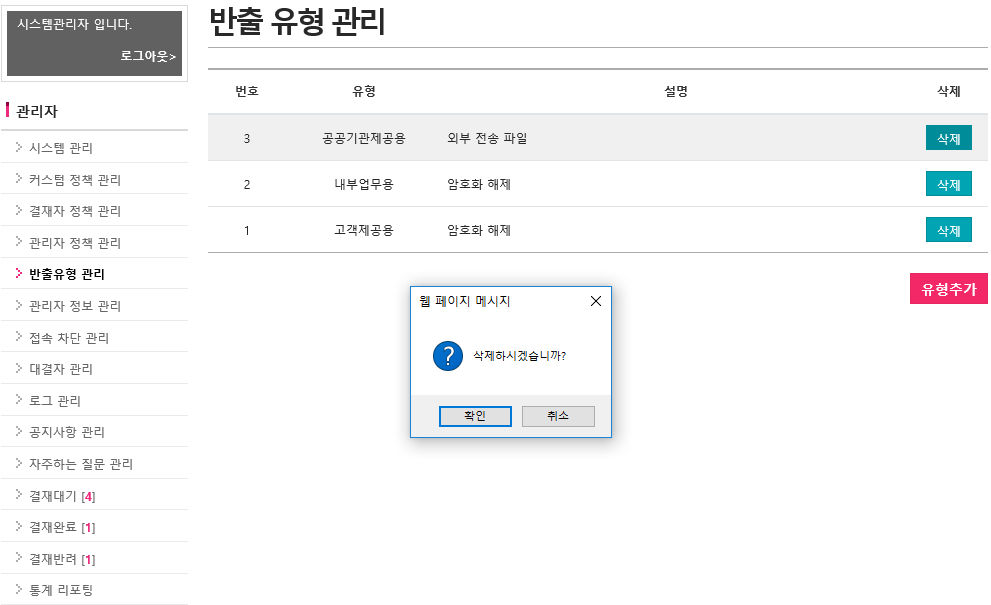 시스템관리자 입니다.
로그아웃>
관리자
시스템 관리
커스텀 정책 관리
결재자 정책 관리
관리자 정책 관리
반출유형 관리
관리자 정보 관리
접속 차단 관리
대결자 관리
로그 관리
공지사항 관리
자주하는 질문 관리
결재대기 [4]
결재완료 [1]
결재반려 [1]
통계 리포팅
반출 유형 관리
번호 유형 설명 삭제
3 공공기관제공용 외부 전송 파일 삭제
2 내부업무용 암호화 해제 삭제
1 고객제공용 암호화 해제 삭제
유형추가
웹 페이지 메시지
?
삭제하시겠습니까?
확인 취소